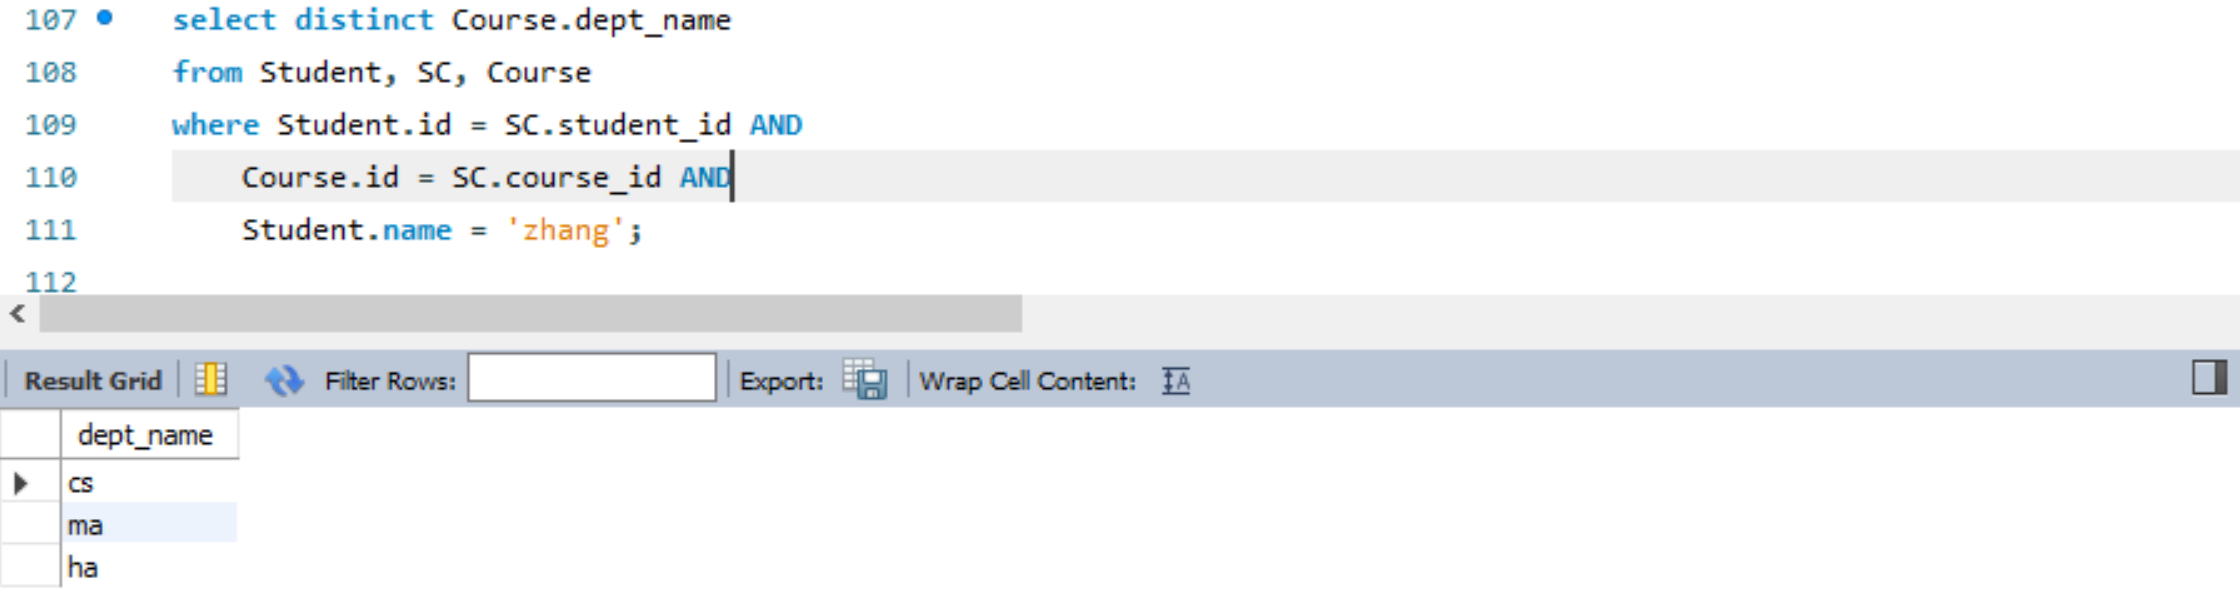 107 select distinct Course.dept_name
108 from Student, SC, Course
109 where Student.id = SC.student_id AND
110 Course.id = SC.course_id AND
111 Student.name = 'zhang';
112
Result Grid Filter Rows: Export: Wrap Cell Content:
dept_name
cs
ma
ha